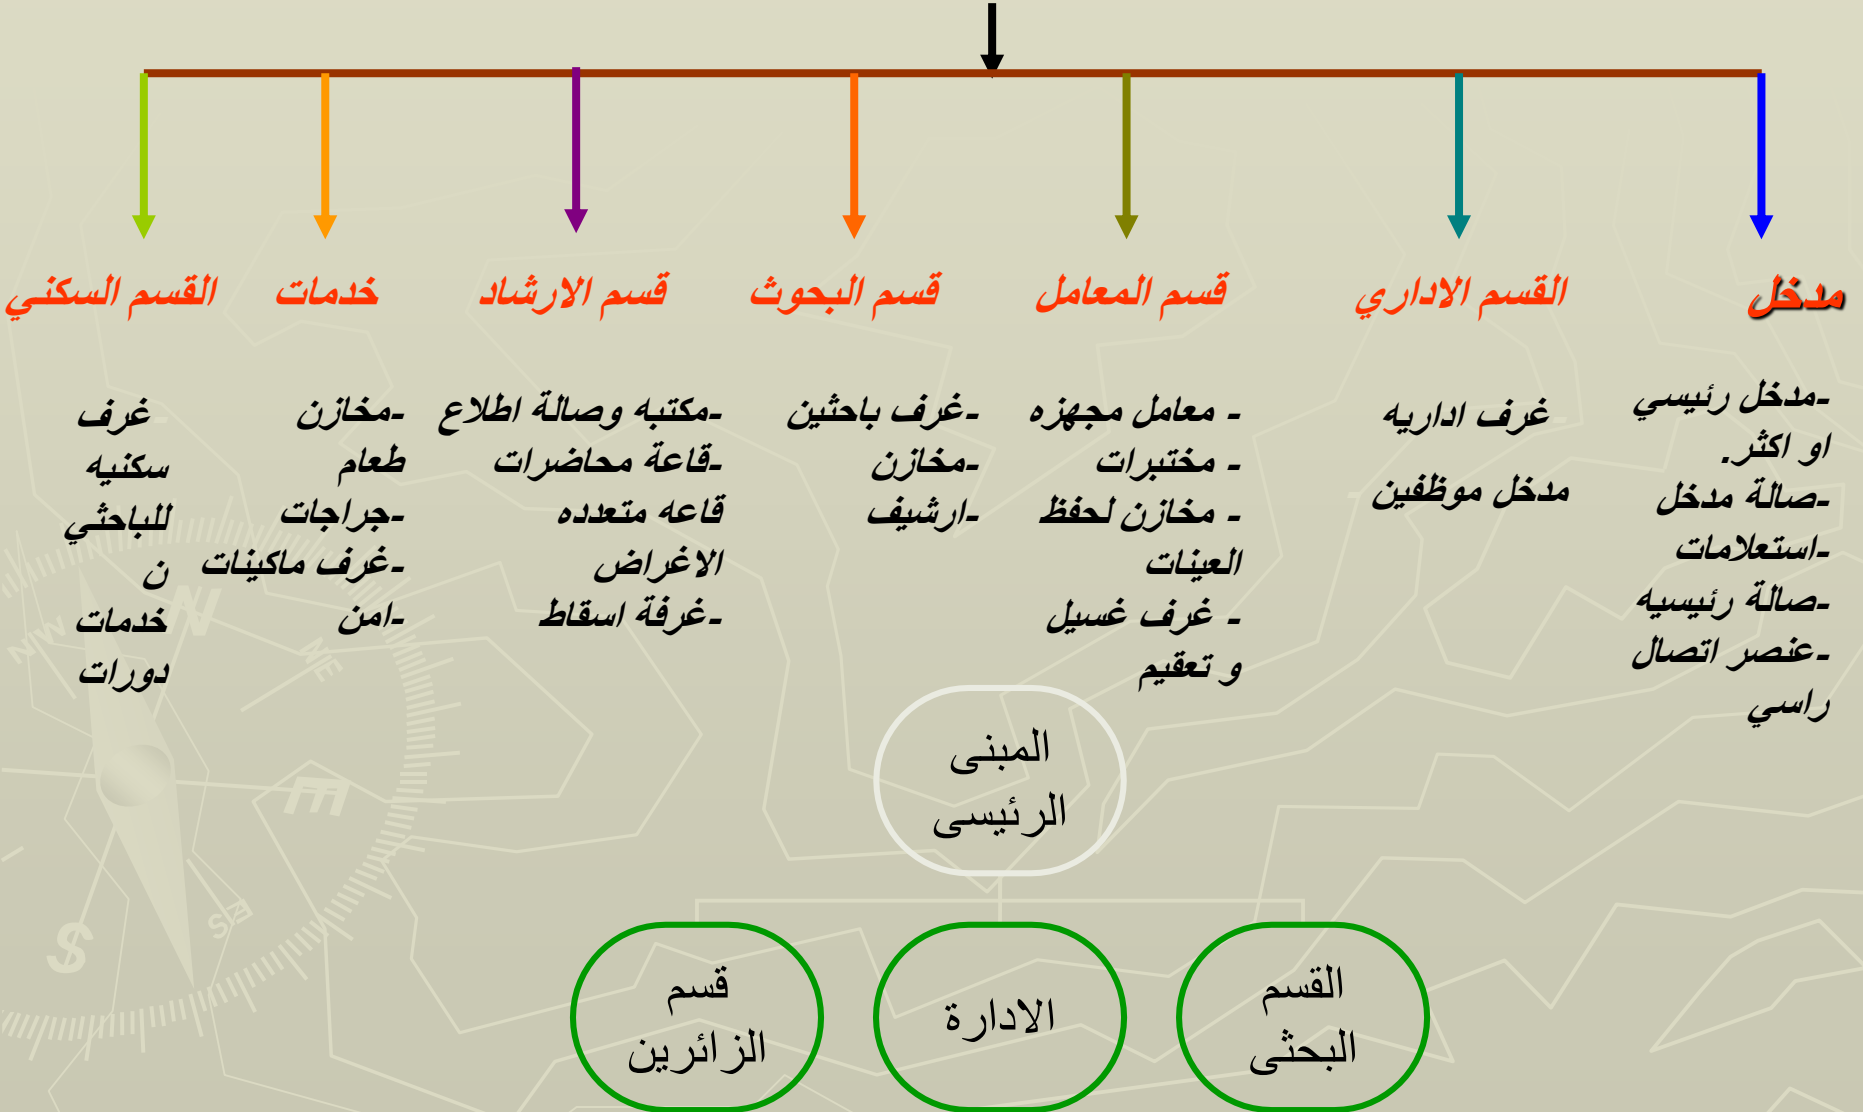 مدخل
-مدخل رئيسي
او اكثر.
-صالة مدخل
-استعلامات
-صالة رئيسيه
-عنصر اتصال
راسي
القسم الاداري
غرف اداريه
مدخل موظفين
قسم المعامل
- معامل مجهزه
- مختبرات
- مخازن لحفظ
العينات
- غرف غسيل
و تعقيم
قسم البحوث
-غرف باحثين
-مخازن
-ارشيف
قسم الارشاد
-مكتبه وصالة اطلاع
-قاعة محاضرات
قاعه متعدده
الاغراض
-غرفة اسقاط
خدمات
-مخازن
طعام
-جراجات
-غرف ماكينات
-امن
القسم السكني
غرف
سكنيه
للباحثي
ن
خدمات
دورات
المبنى
الرئيسى
القسم
البحثى
الادارة
قسم
الزائرين
N
NE
E
SE
S
NW